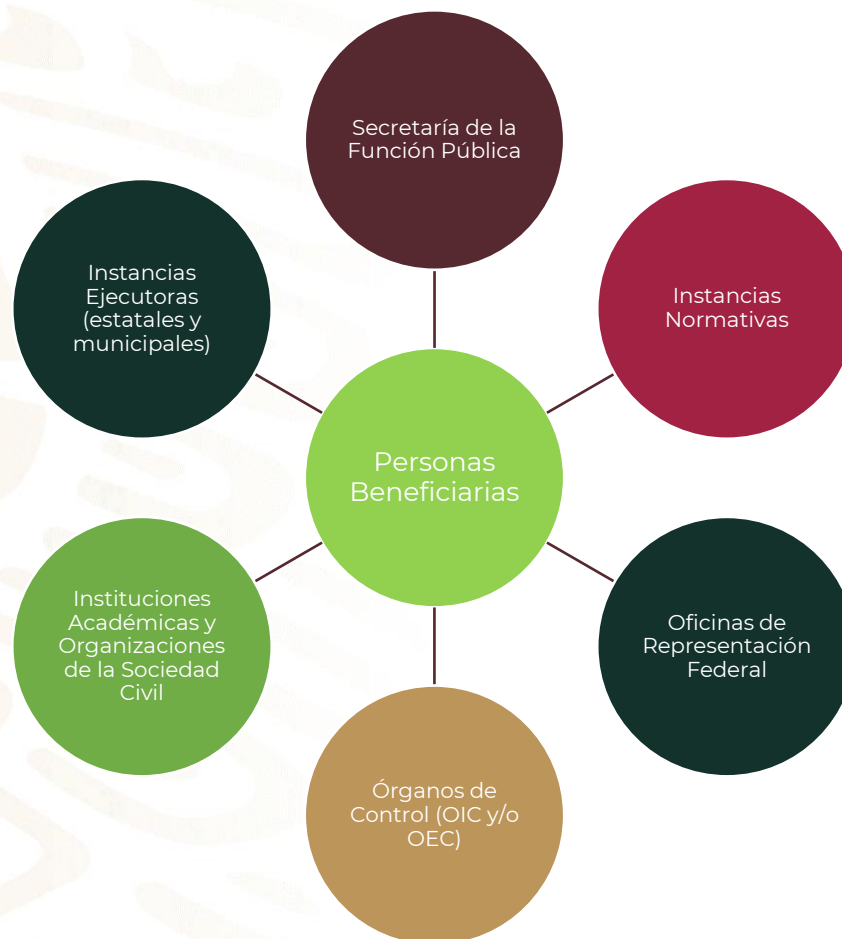 Secretaría de la
Función Pública
Instancias
Normativas
Oficinas de
Representación
Federal
Órganos de
Control (OIC y/o
OEC)
Instituciones
Académicas y
Organizaciones
de la Sociedad
Civil
Instancias
Ejecutoras
(estatales y
municipales)
Personas
Beneficiarias